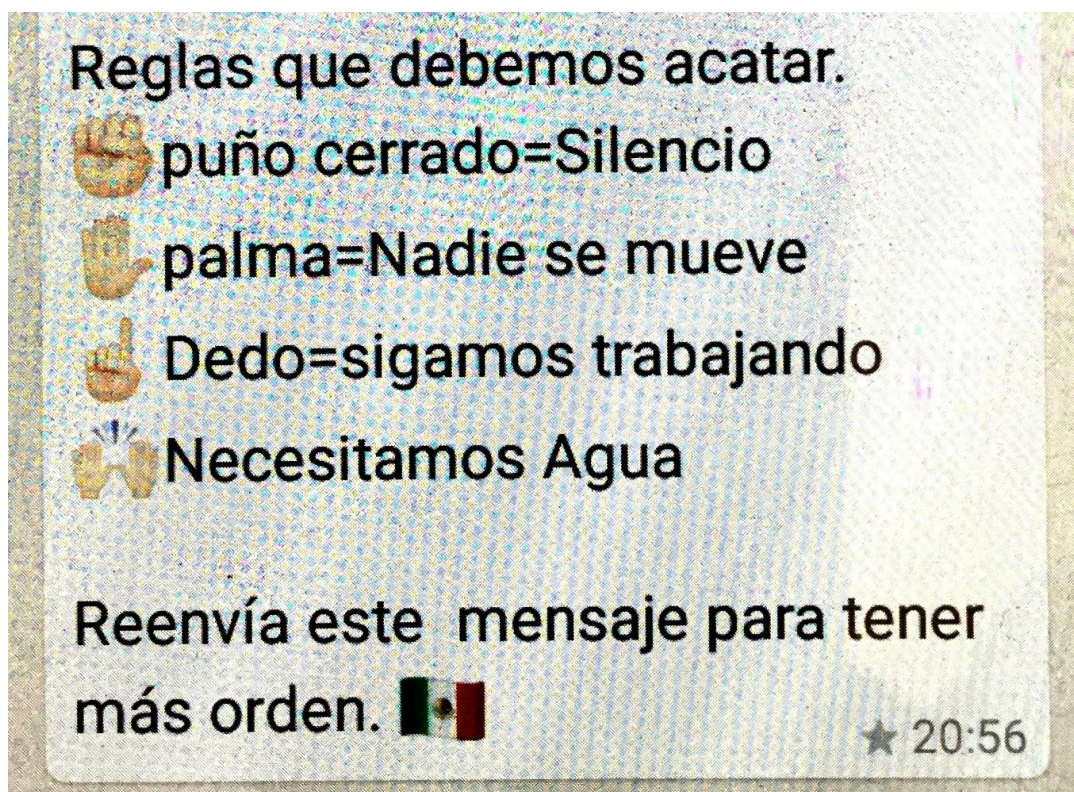 Reglas que debemos acatar.
✊🏼puño cerrado=Silencio
🖐🏼palma=Nadie se mueve
☝🏼Dedo=sigamos trabajando
🙌🏼Necesitamos Agua
Reenvía este  mensaje para tener
más orden. 🇲🇽
★ 20:56